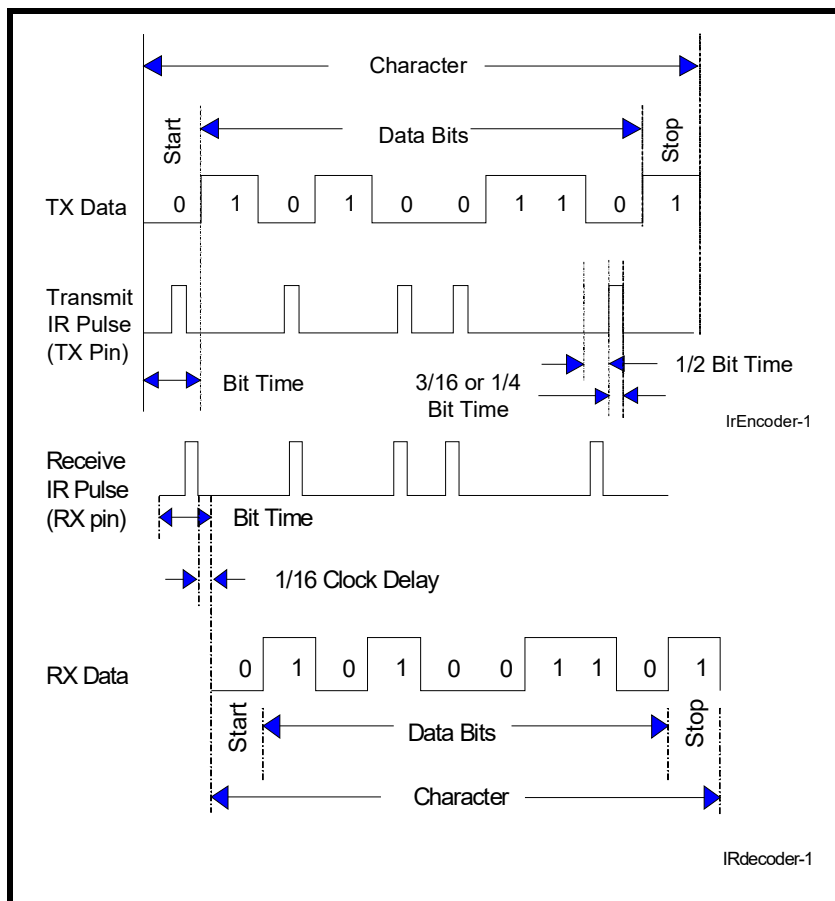 Character
Start
Data Bits
Stop
TX Data
0 1 0 1 0 0 1 1 0 1
Transmit
IR Pulse
(TX Pin)
Bit Time
1/2 Bit Time
3/16 or 1/4
Bit Time
IrEncoder-1
Receive
IR Pulse
(RX pin)
Bit Time
1/16 Clock Delay
RX Data
0 1 0 1 0 0 1 1 0 1
Start
Data Bits
Stop
Character
IRdecoder-1